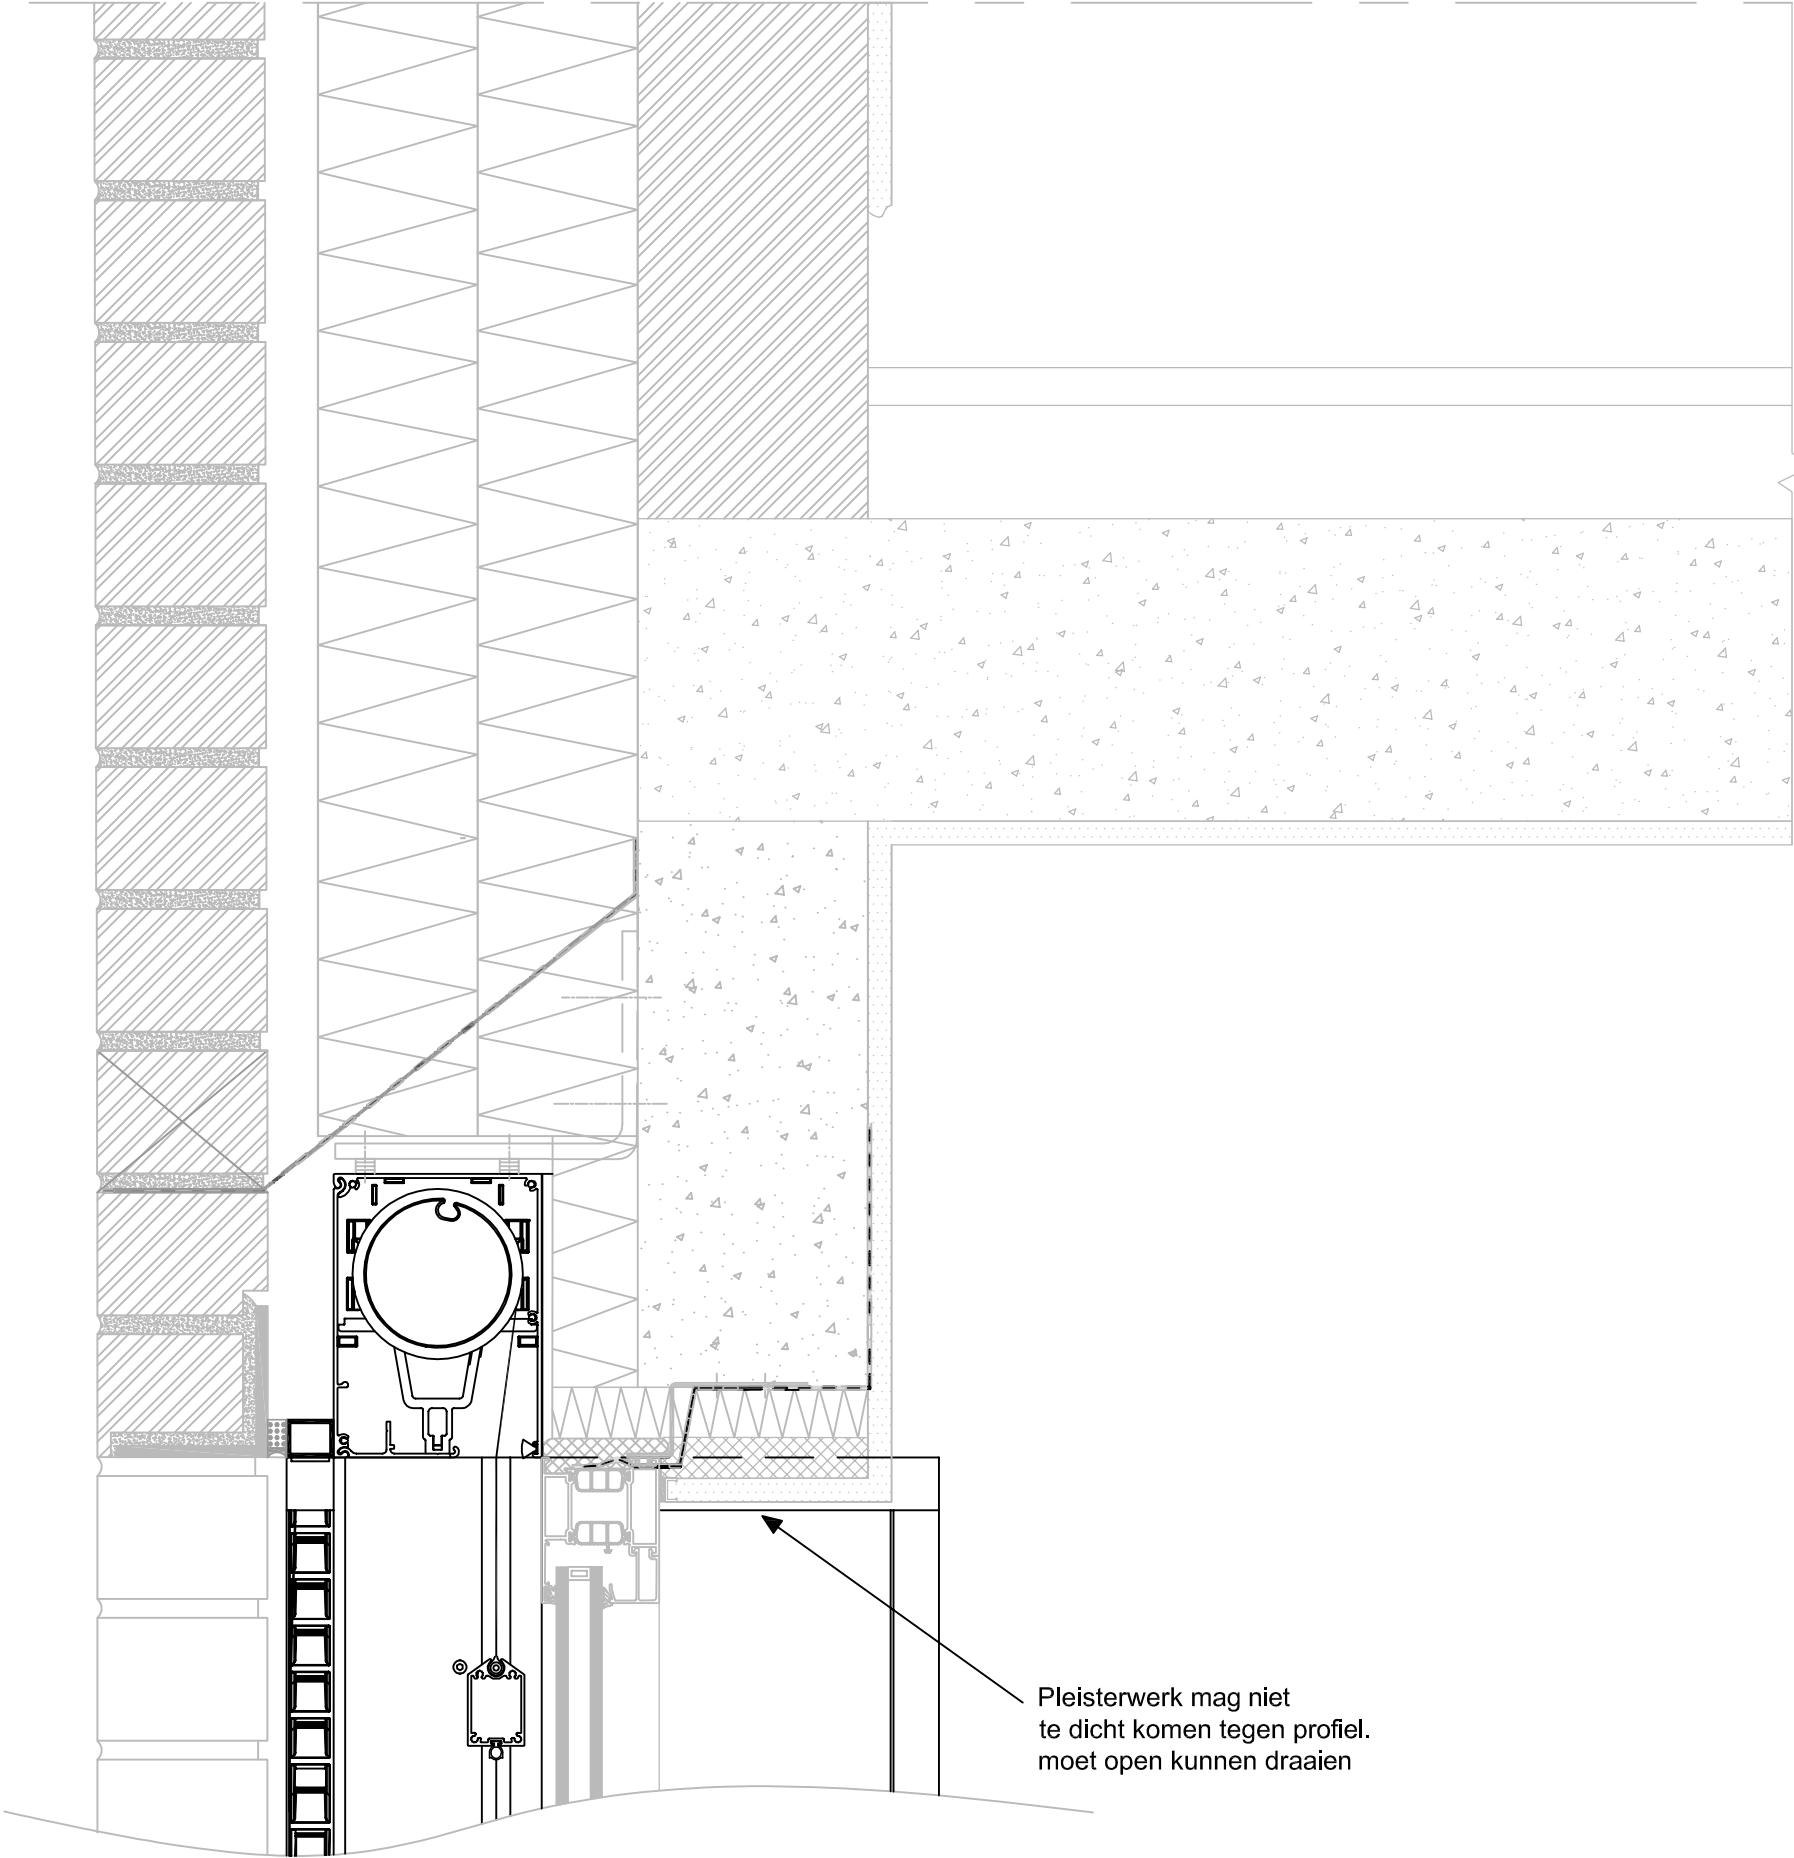 Pleisterwerk mag niet
te dicht komen tegen profiel.
moet open kunnen draaien